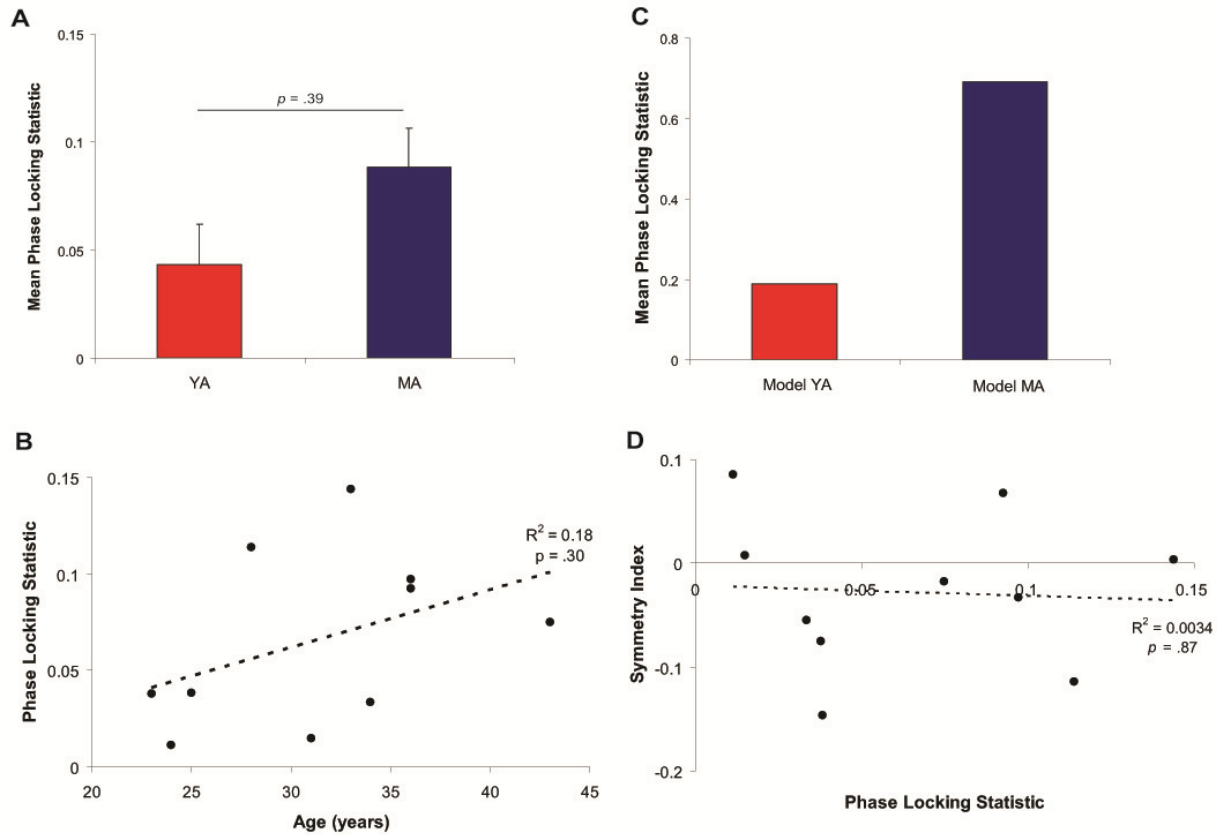 A
0.15
0.1
0.05
0
Mean Phase Locking Statistic
p = .39
YA
MA
C
0.8
0.6
0.4
0.2
0
Mean Phase Locking Statistic
Model YA
Model MA
B
0.15
0.1
0.05
0
Phase Locking Statistic
R² = 0.18
p = .30
20
25
30
35
40
45
Age (years)
D
0.1
0
-0.1
-0.2
Symmetry Index
0
0.05
0.1
0.15
R² = 0.0034
p = .87
Phase Locking Statistic